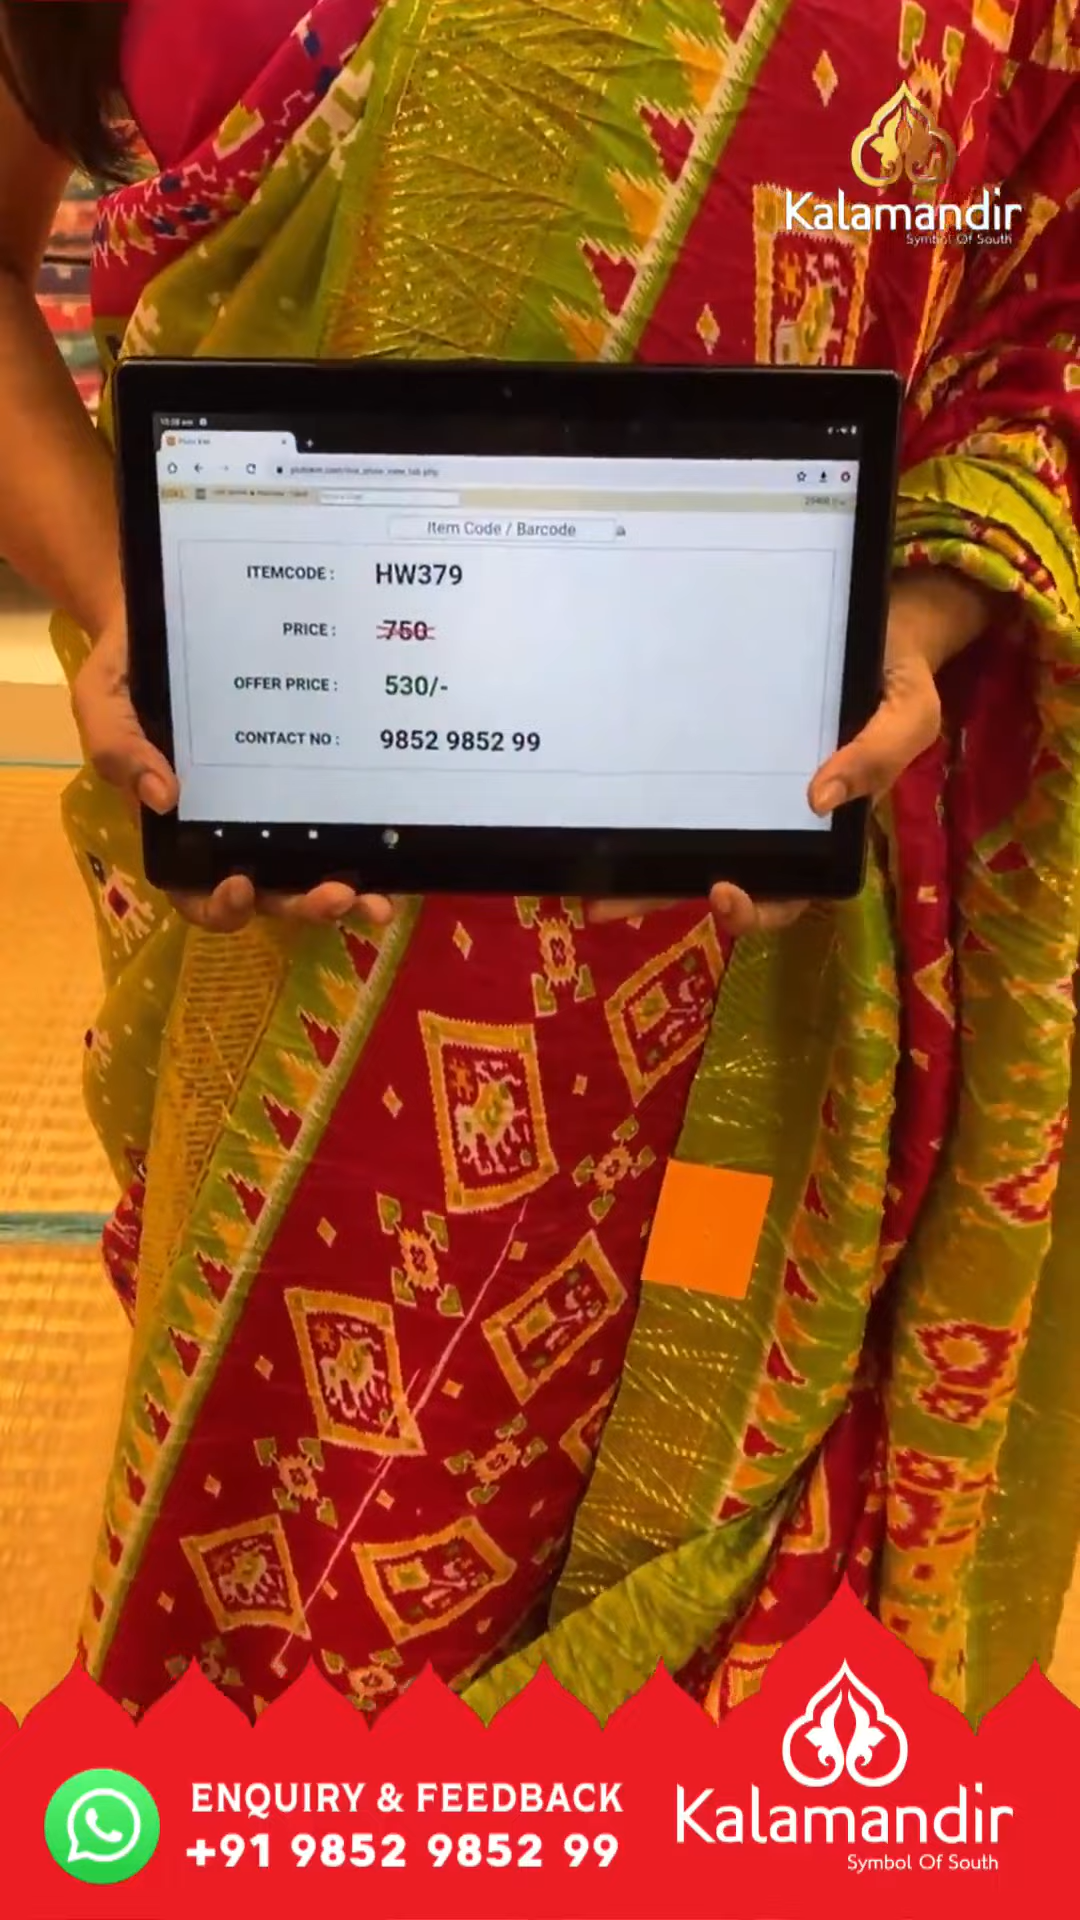 Kalamandir
Symbol Of South
Item Code / Barcode
ITEMCODE : HW379
PRICE : 750
OFFER PRICE : 530/-
CONTACT NO : 9852 9852 99
ENQUIRY & FEEDBACK
+91 9852 9852 99
Kalamandir
Symbol Of South